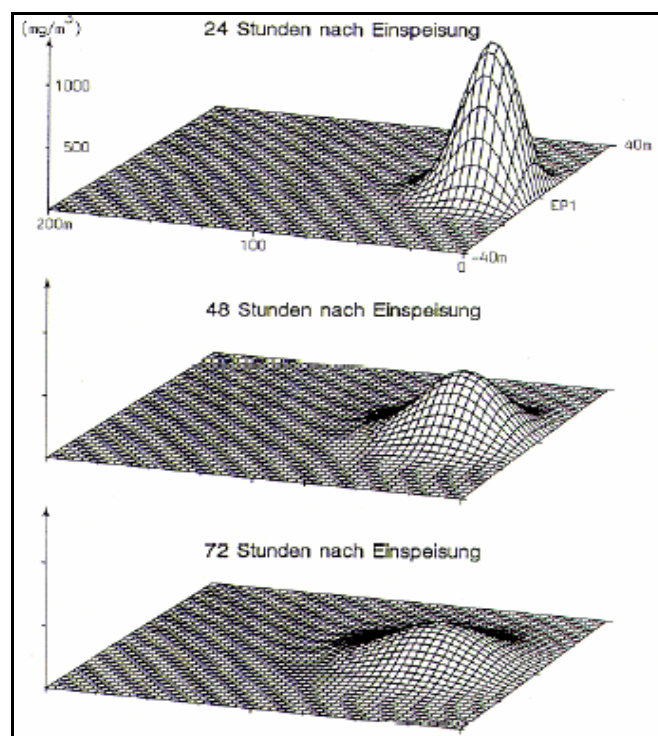 (mg/m³)
24 Stunden nach Einspeisung
1000
500
40m
EP1
200m
100
0
-40m
48 Stunden nach Einspeisung
72 Stunden nach Einspeisung